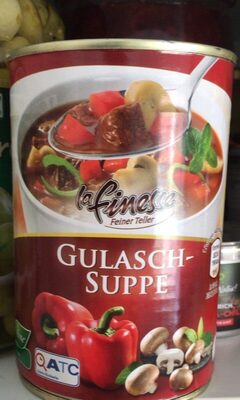 la finesse
Feiner Teller
GULASCH-
SUPPE
QATC